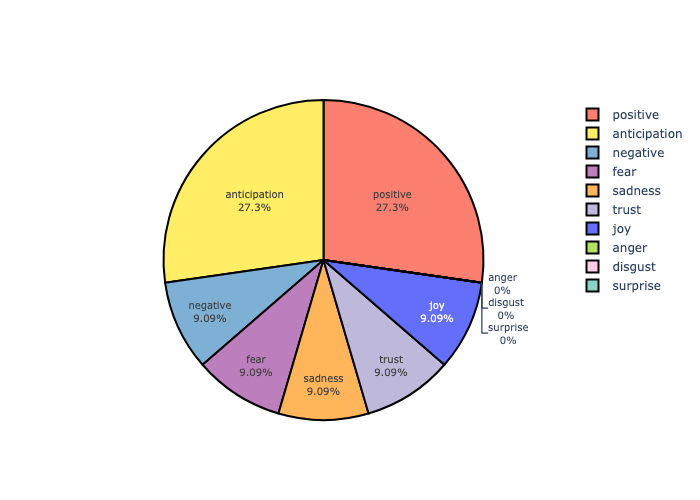 anticipation
27.3%
positive
27.3%
negative
9.09%
fear
9.09%
sadness
9.09%
trust
9.09%
joy
9.09%
anger
0%
disgust
0%
surprise
0%
positive
anticipation
negative
fear
sadness
trust
joy
anger
disgust
surprise